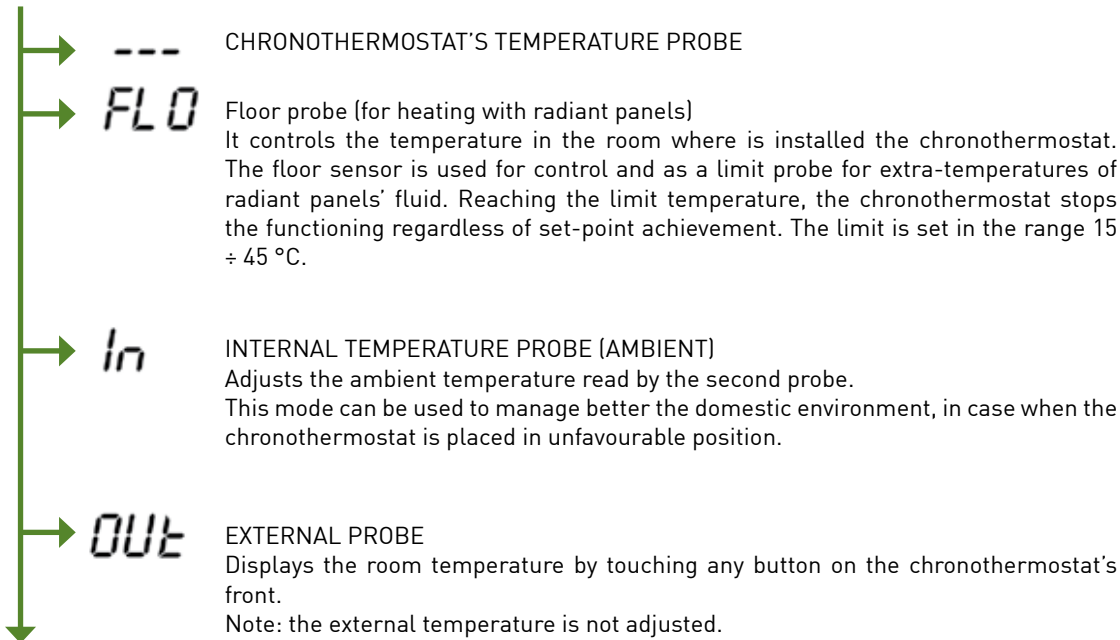 --- CHRONOTHERMOSTAT'S TEMPERATURE PROBE
FLO Floor probe (for heating with radiant panels)
It controls the temperature in the room where is installed the chronothermostat.
The floor sensor is used for control and as a limit probe for extra-temperatures of
radiant panels' fluid. Reaching the limit temperature, the chronothermostat stops
the functioning regardless of set-point achievement. The limit is set in the range 15
÷ 45 °C.
In INTERNAL TEMPERATURE PROBE (AMBIENT)
Adjusts the ambient temperature read by the second probe.
This mode can be used to manage better the domestic environment, in case when the
chronothermostat is placed in unfavourable position.
OUt EXTERNAL PROBE
Displays the room temperature by touching any button on the chronothermostat's
front.
Note: the external temperature is not adjusted.